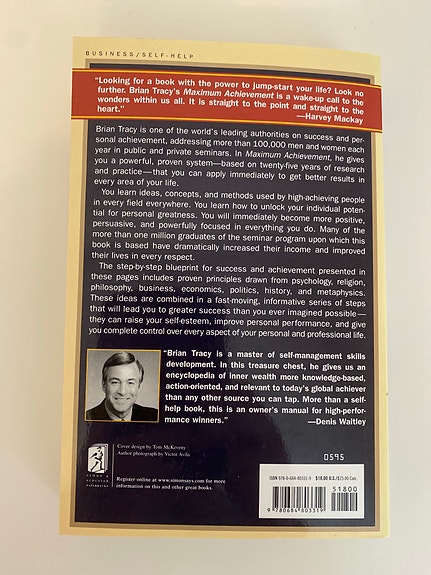 BUSINESS/SELF-HELP
“Looking for a book with the power to jump-start your life? Look no
further. Brian Tracy’s Maximum Achievement is a wake-up call to the
wonders within us all. It is straight to the point and straight to the
heart.”
—Harvey Mackay
Brian Tracy is one of the world’s leading authorities on success and per-
sonal achievement, addressing more than 100,000 men and women each
year in public and private seminars. In Maximum Achievement, he gives
you a powerful, proven system—based on twenty-five years of research
and practice—that you can apply immediately to get better results in
every area of your life.
You learn ideas, concepts, and methods used by high-achieving people
in every field everywhere. You learn how to unlock your individual poten-
tial for personal greatness. You will immediately become more positive,
persuasive, and powerfully focused in everything you do. Many of the
more than one million graduates of the seminar program upon which this
book is based have dramatically increased their income and improved
their lives in every respect.
The step-by-step blueprint for success and achievement presented in
these pages includes proven principles drawn from psychology, religion,
philosophy, business, economics, politics, history, and metaphysics.
These ideas are combined in a fast-moving, informative series of steps
that will lead you to greater success than you ever imagined possible—
they can raise your self-esteem, improve personal performance, and give
you complete control over every aspect of your personal and professional life.
“Brian Tracy is a master of self-management skills
development. In this treasure chest, he gives us an
encyclopedia of inner wealth more knowledge-based,
action-oriented, and relevant to today’s global achiever
than any other source you can tap. More than a self-
help book, this is an owner’s manual for high-perfor-
mance winners.”
—Denis Waitley
0595
Cover design by Tom McKeveny
Author photograph by Victor Avila
SIMON &
SCHUSTER
PAPERBACKS
Register online at www.simonsays.com for more
information on this and other great books.
ISBN 978-0-684-80331-9 $18.00 U.S./$25.00 Can.
51800
9 780684 803319